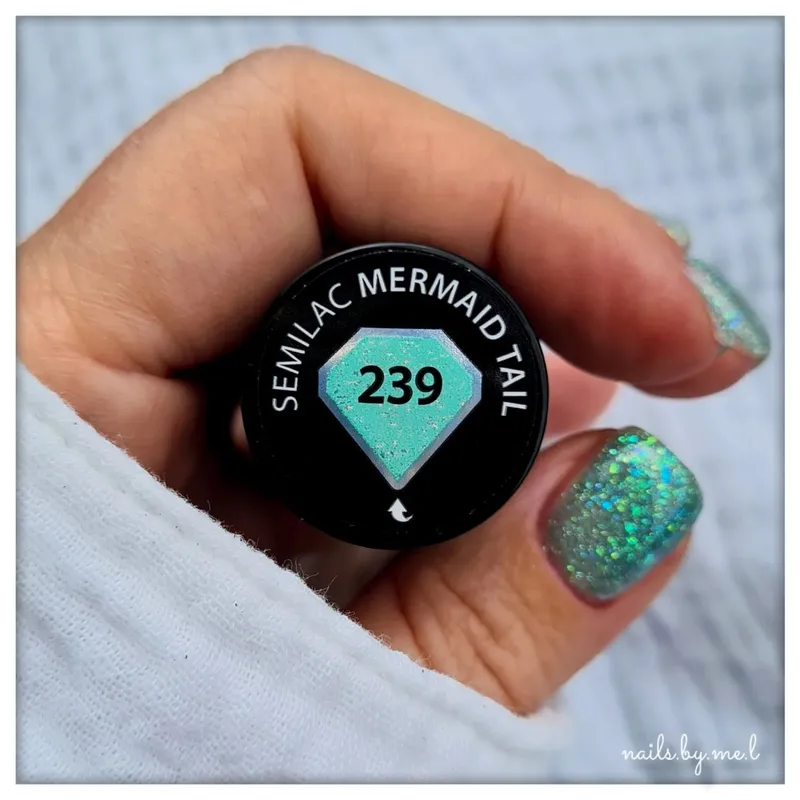 SEMILAC MERMAID TAIL
239
nails.by.me.l